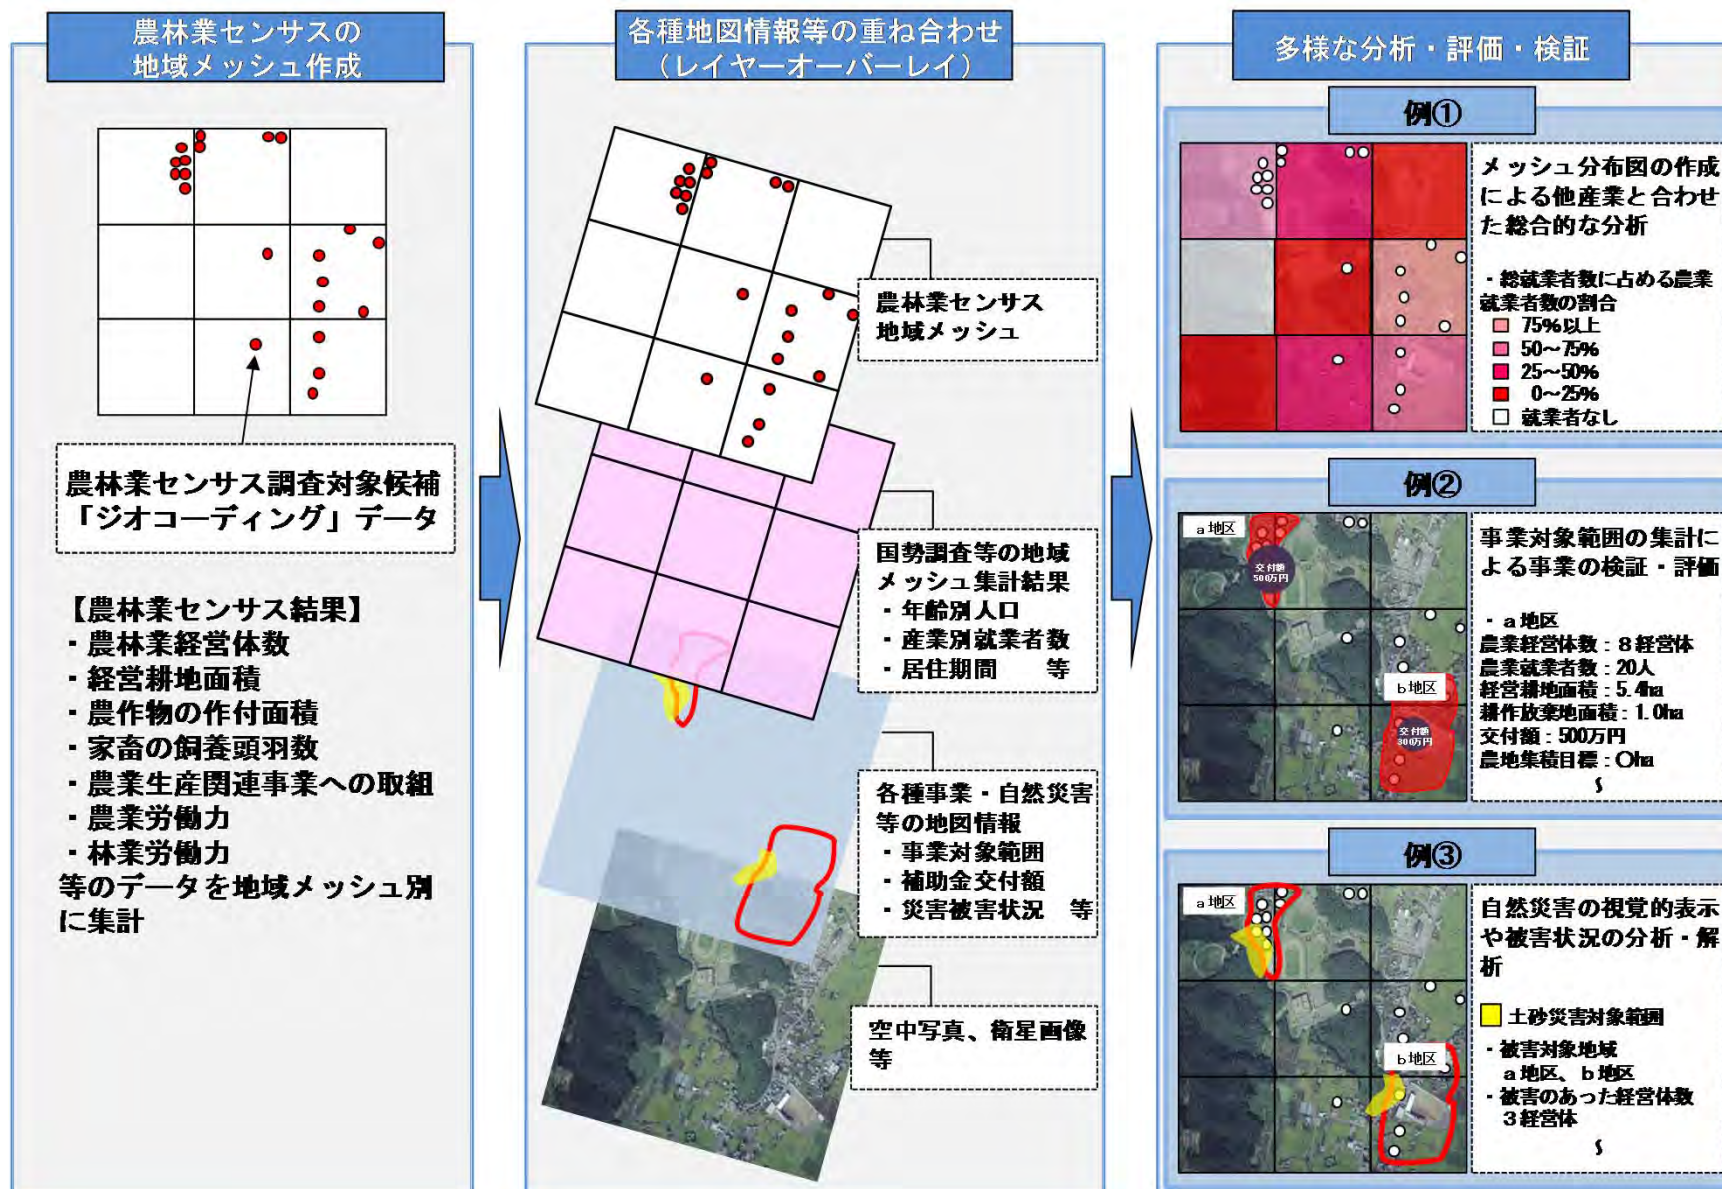 農林業センサスの
地域メッシュ作成
農林業センサス調査対象候補
「ジオコーディング」データ
【農林業センサス結果】
・農林業経営体数
・経営耕地面積
・農作物の作付面積
・家畜の飼養頭羽数
・農業生産関連事業への取組
・農業労働力
・林業労働力
等のデータを地域メッシュ別
に集計
各種地図情報等の重ね合わせ
（レイヤーオーバーレイ）
農林業センサス
地域メッシュ
国勢調査等の地域
メッシュ集計結果
・年齢別人口
・産業別就業者数
・居住期間　等
各種事業・自然災害
等の地図情報
・事業対象範囲
・補助金交付額
・災害被害状況　等
空中写真、衛星画像
等
多様な分析・評価・検証
例①
メッシュ分布図の作成
による他産業と合わせ
た総合的な分析
・総就業者数に占める農業
就業者数の割合
75%以上
50～75%
25～50%
0～25%
就業者なし
例②
a地区
交付額
500万円
b地区
交付額
300万円
事業対象範囲の集計に
よる事業の検証・評価
・a地区
農業経営体数：８経営体
農業就業者数：20人
経営耕地面積：5.4ha
耕作放棄地面積：1.0ha
交付額：500万円
農地集積目標：〇ha
～
例③
a地区
b地区
自然災害の視覚的表示
や被害状況の分析・解
析
土砂災害対象範囲
・被害対象地域
a地区、b地区
・被害のあった経営体数
３経営体
～